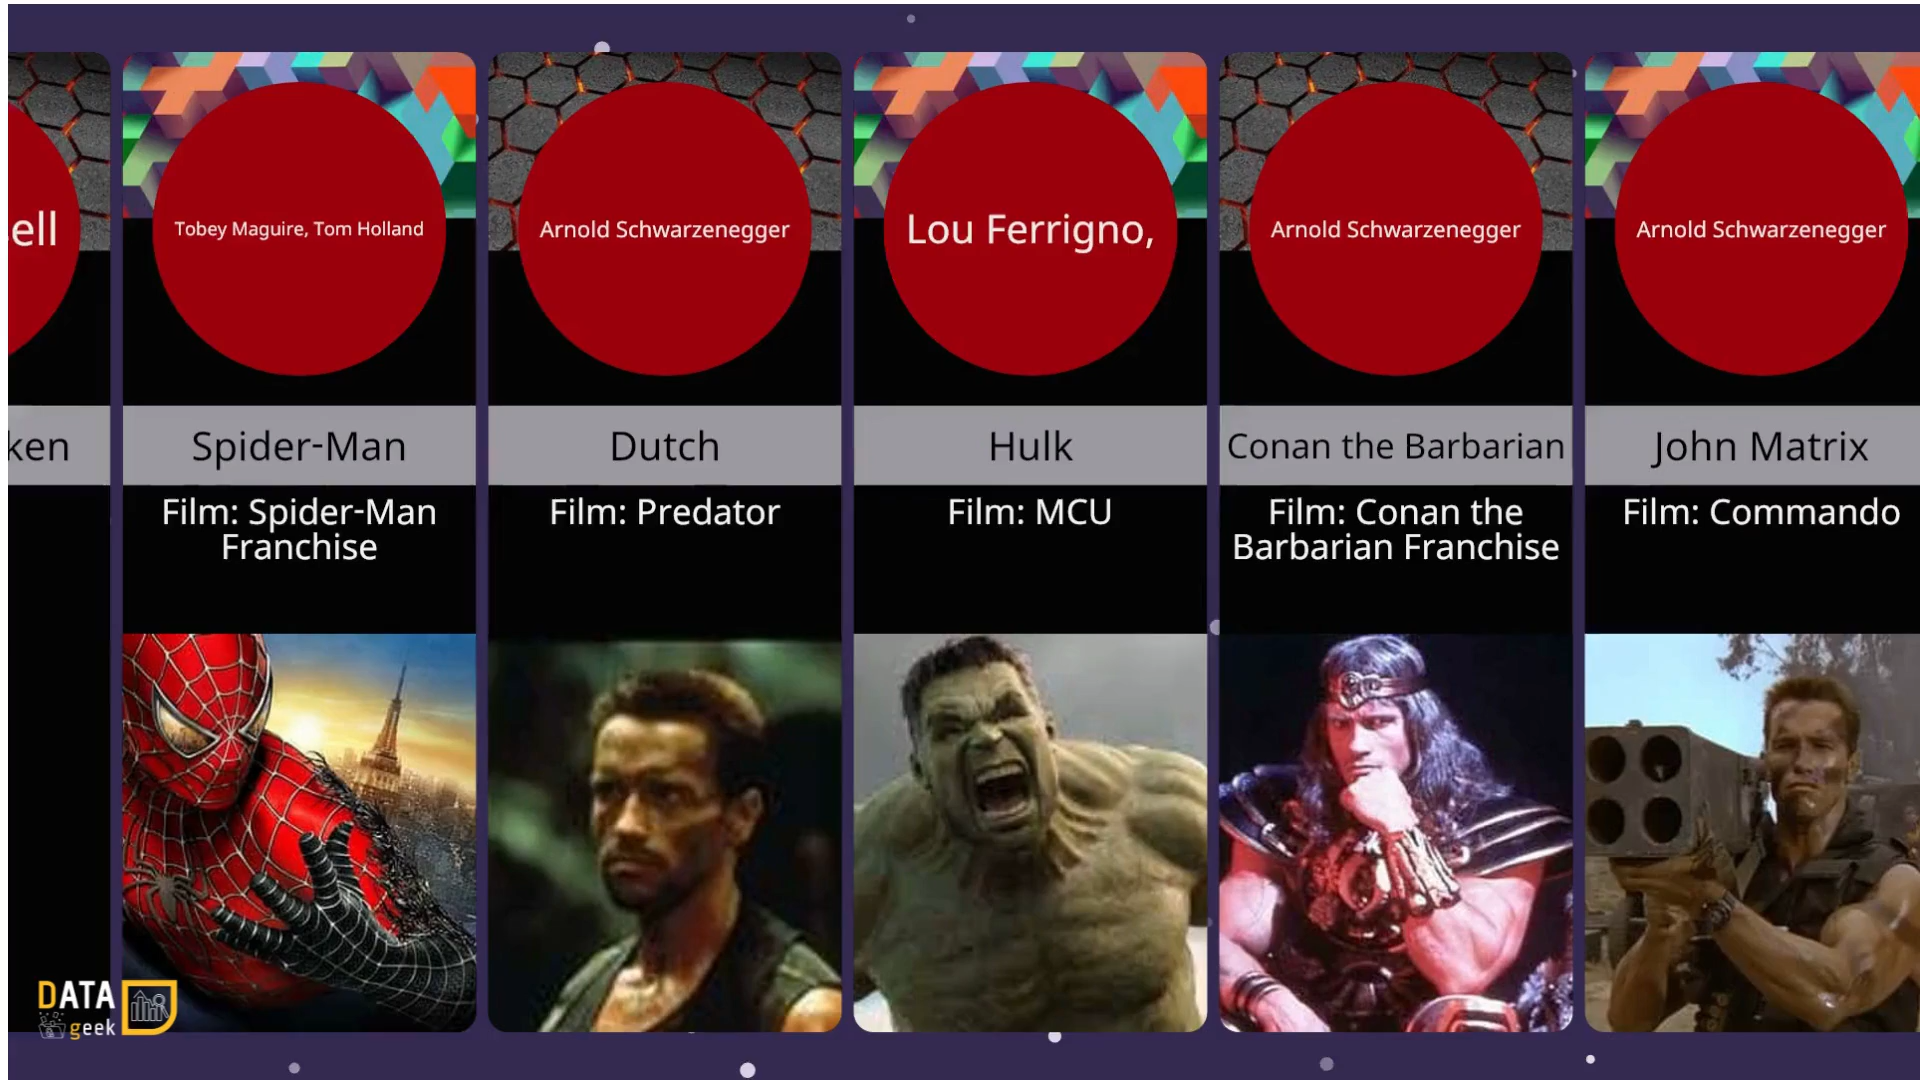 ell
ken
Tobey Maguire, Tom Holland
Spider-Man
Film: Spider-Man
Franchise
Arnold Schwarzenegger
Dutch
Film: Predator
Lou Ferrigno,
Hulk
Film: MCU
Arnold Schwarzenegger
Conan the Barbarian
Film: Conan the
Barbarian Franchise
Arnold Schwarzenegger
John Matrix
Film: Commando
DATA
geek